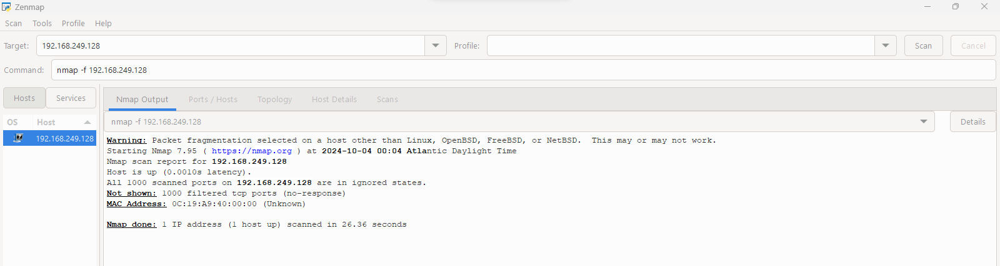 Zenmap
Scan Tools Profile Help
Target: 192.168.249.128 Profile: Scan Cancel
Command: nmap -f 192.168.249.128
Hosts Services
Nmap Output Ports / Hosts Topology Host Details Scans
OS Host
192.168.249.128
nmap -f 192.168.249.128 Details
Warning: Packet fragmentation selected on a host other than Linux, OpenBSD, FreeBSD, or NetBSD.  This may or may not work.
Starting Nmap 7.95 ( https://nmap.org ) at 2024-10-04 00:04 Atlantic Daylight Time
Nmap scan report for 192.168.249.128
Host is up (0.0010s latency).
All 1000 scanned ports on 192.168.249.128 are in ignored states.
Not shown: 1000 filtered tcp ports (no-response)
MAC Address: 0C:19:A9:40:00:00 (Unknown)
Nmap done: 1 IP address (1 host up) scanned in 26.36 seconds